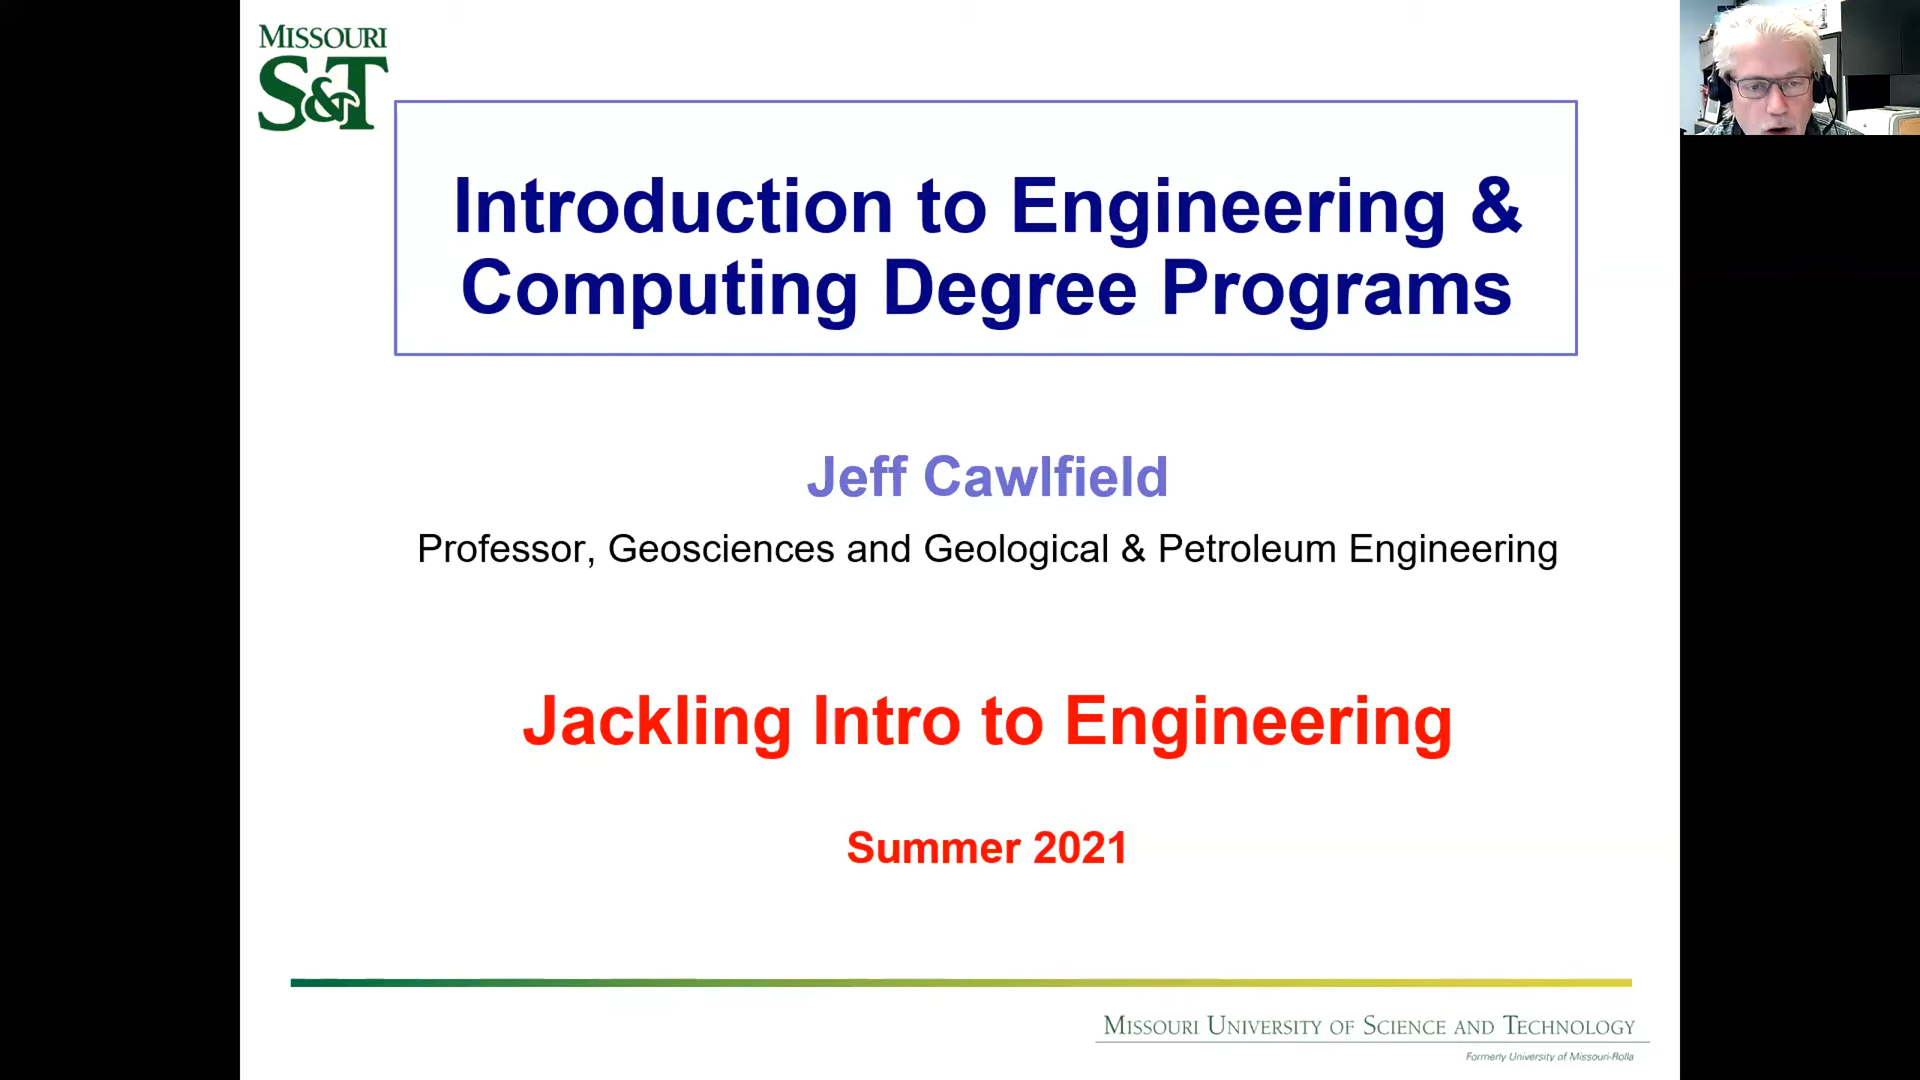 MISSOURI
S&T
Introduction to Engineering &
Computing Degree Programs
Jeff Cawlfield
Professor, Geosciences and Geological & Petroleum Engineering
Jackling Intro to Engineering
Summer 2021
MISSOURI UNIVERSITY OF SCIENCE AND TECHNOLOGY
Formerly University of Missouri-Rolla